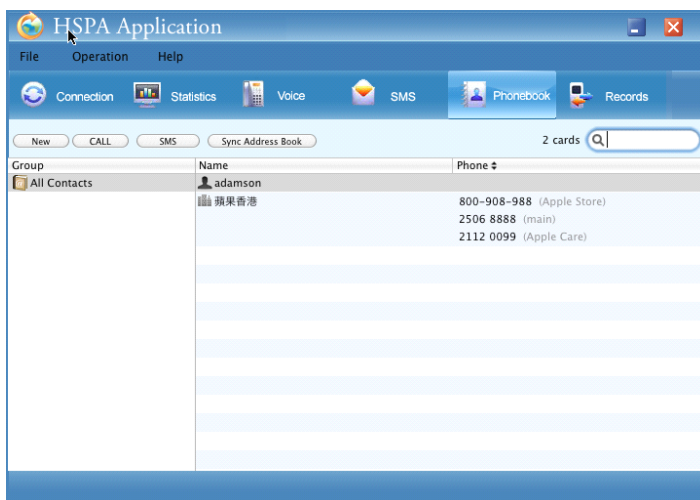 HSPA Application
File Operation Help
Connection Statistics Voice SMS Phonebook Records
New CALL SMS Sync Address Book 2 cards
Group Name Phone
All Contacts adamson
蘋果香港 800-908-988 (Apple Store)
2506 8888 (main)
2112 0099 (Apple Care)